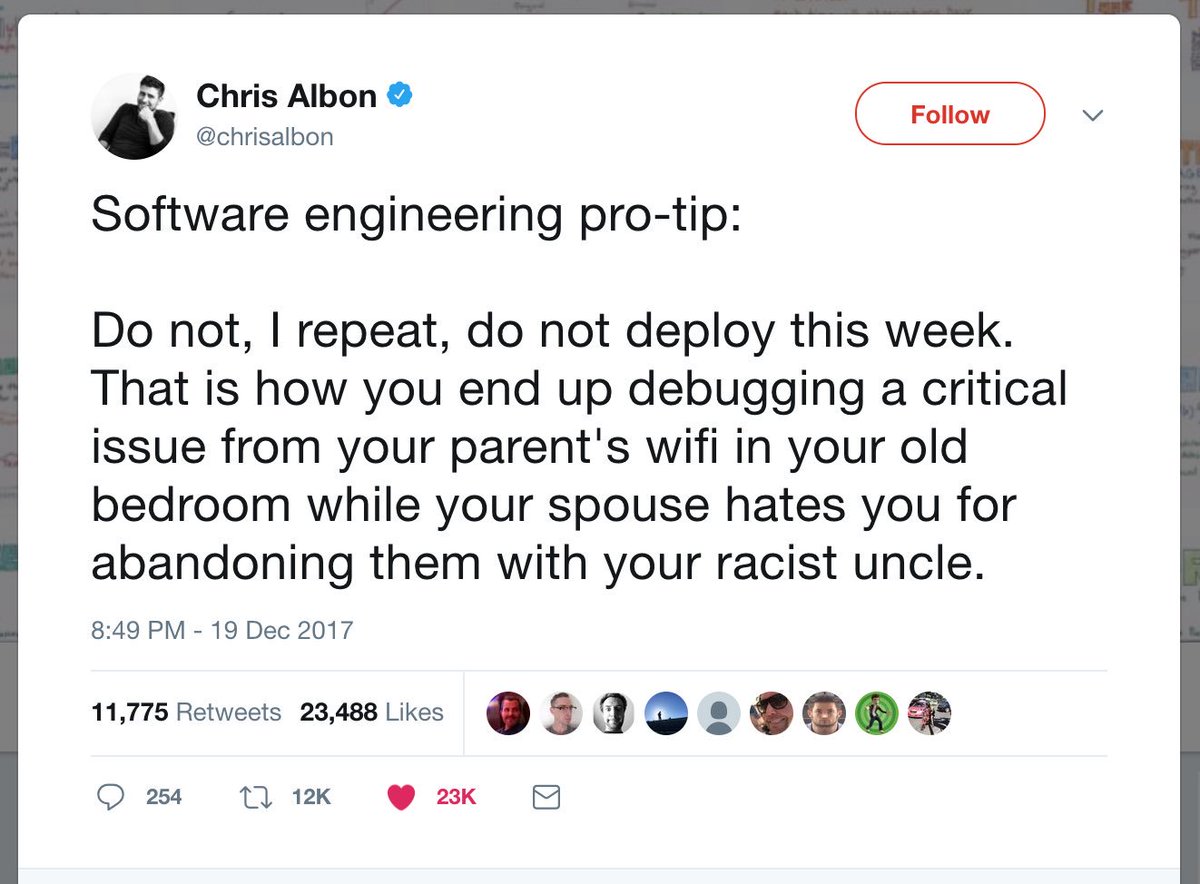 Chris Albon
@chrisalbon
Follow
Software engineering pro-tip:
Do not, I repeat, do not deploy this week.
That is how you end up debugging a critical
issue from your parent's wifi in your old
bedroom while your spouse hates you for
abandoning them with your racist uncle.
8:49 PM - 19 Dec 2017
11,775 Retweets 23,488 Likes
254 12K 23K